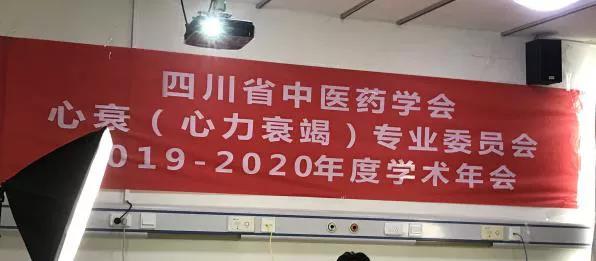 四川省中医药学会
心衰（心力衰竭）专业委员会
019-2020年度学术年会